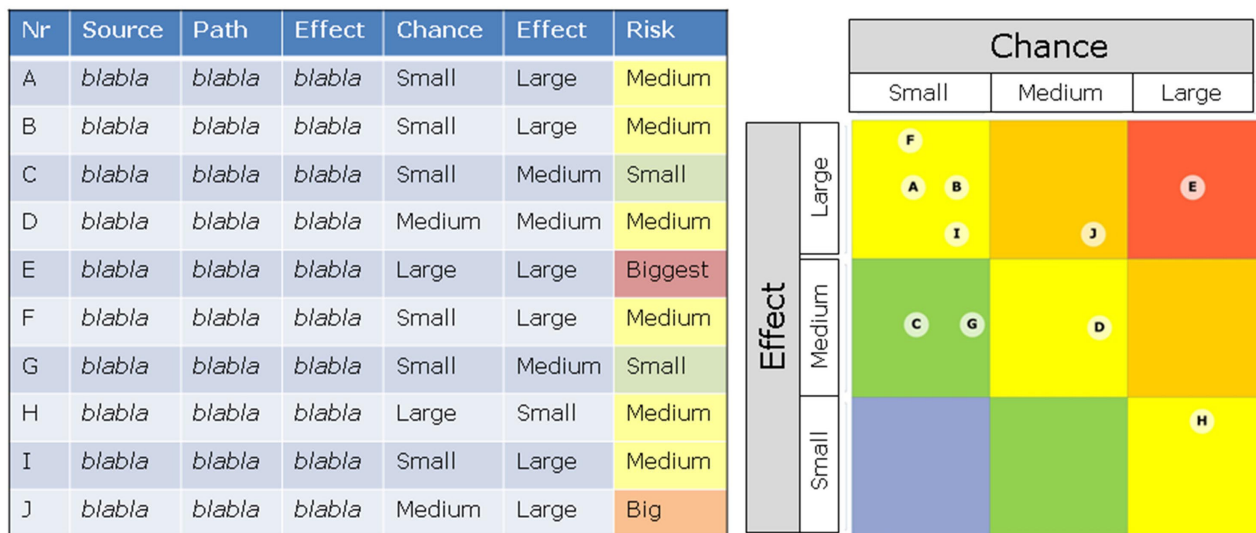 Nr Source Path Effect Chance Effect Risk
A blabla blabla blabla Small Large Medium
B blabla blabla blabla Small Large Medium
C blabla blabla blabla Small Medium Small
D blabla blabla blabla Medium Medium Medium
E blabla blabla blabla Large Large Biggest
F blabla blabla blabla Small Large Medium
G blabla blabla blabla Small Medium Small
H blabla blabla blabla Large Small Medium
I blabla blabla blabla Small Large Medium
J blabla blabla blabla Medium Large Big
Chance
Small Medium Large
Effect
Large
Medium
Small
F
A B E
I J
C G D
H